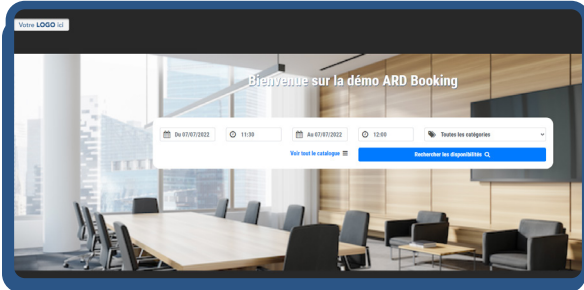 Votre LOGO Ici
Bienvenue sur la démo ARD Booking
Du 07/07/2022 11:30 Au 07/07/2022 12:00 Toutes les catégories
Voir tout le catalogue Rechercher les disponibilités